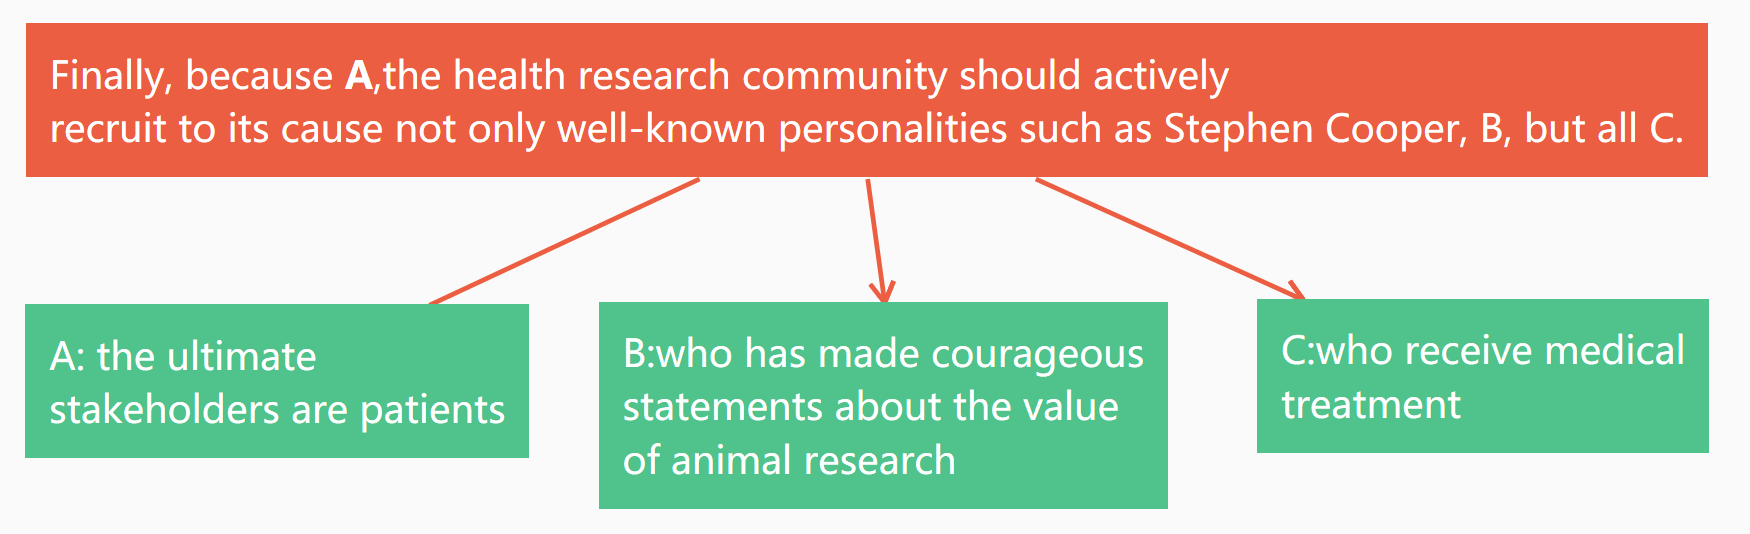 Finally, because A,the health research community should actively
recruit to its cause not only well-known personalities such as Stephen Cooper, B, but all C.
A: the ultimate
stakeholders are patients
B:who has made courageous
statements about the value
of animal research
C:who receive medical
treatment